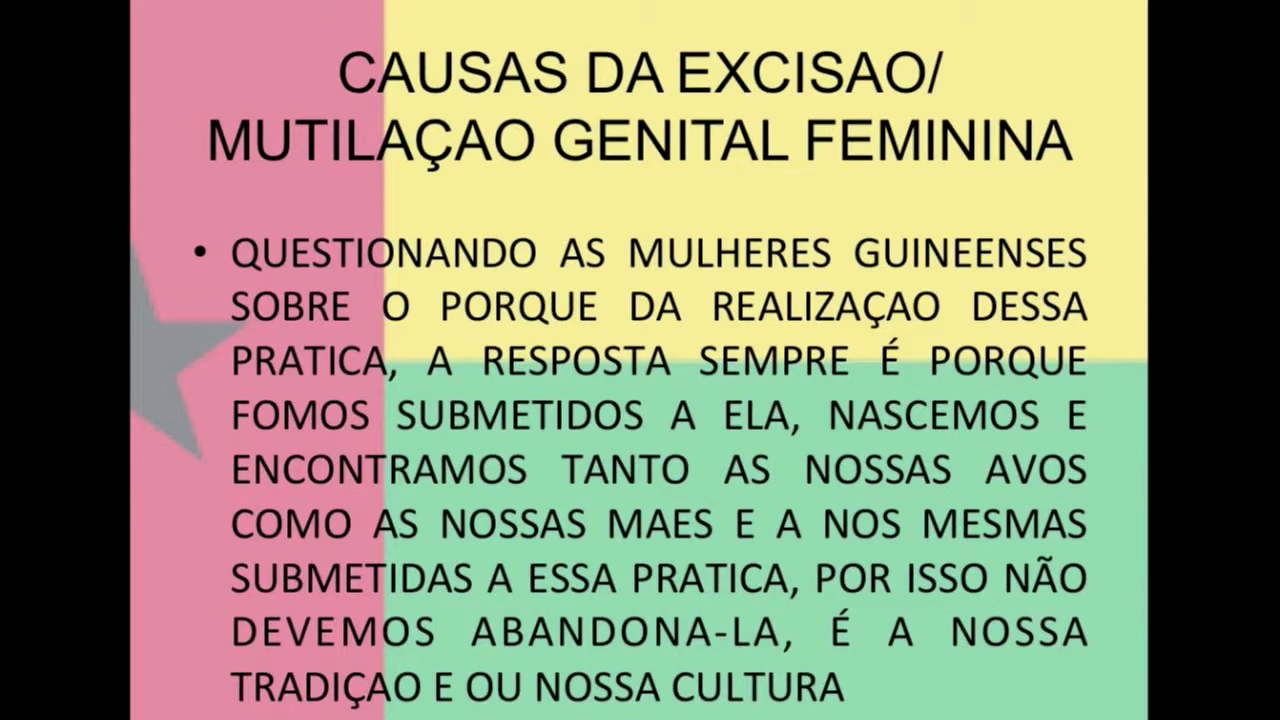 CAUSAS DA EXCISAO/
MUTILAÇAO GENITAL FEMININA
• QUESTIONANDO AS MULHERES GUINEENSES
SOBRE O PORQUE DA REALIZAÇAO DESSA
PRATICA, A RESPOSTA SEMPRE É PORQUE
FOMOS SUBMETIDOS A ELA, NASCEMOS E
ENCONTRAMOS TANTO AS NOSSAS AVOS
COMO AS NOSSAS MAES E A NOS MESMAS
SUBMETIDAS A ESSA PRATICA, POR ISSO NÃO
DEVEMOS ABANDONA-LA, É A NOSSA
TRADIÇAO E OU NOSSA CULTURA